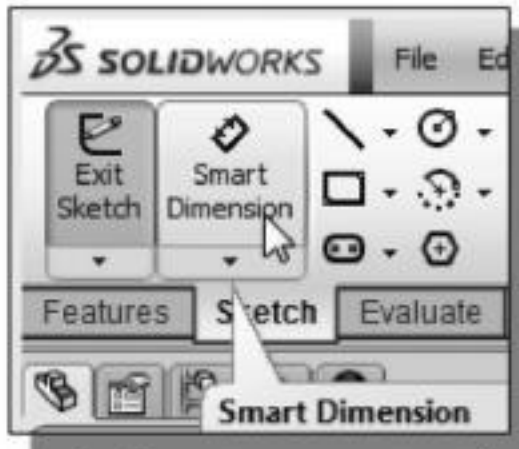 SOLIDWORKS File Ed
Exit Sketch
Smart Dimension
Features Sketch Evaluate
Smart Dimension